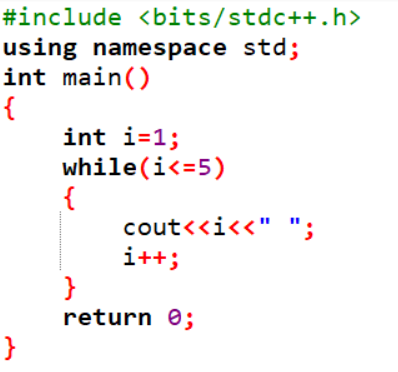 #include <bits/stdc++.h>
using namespace std;
int main()
{
    int i=1;
    while(i<=5)
    {
        cout<<i<<" ";
        i++;
    }
    return 0;
}